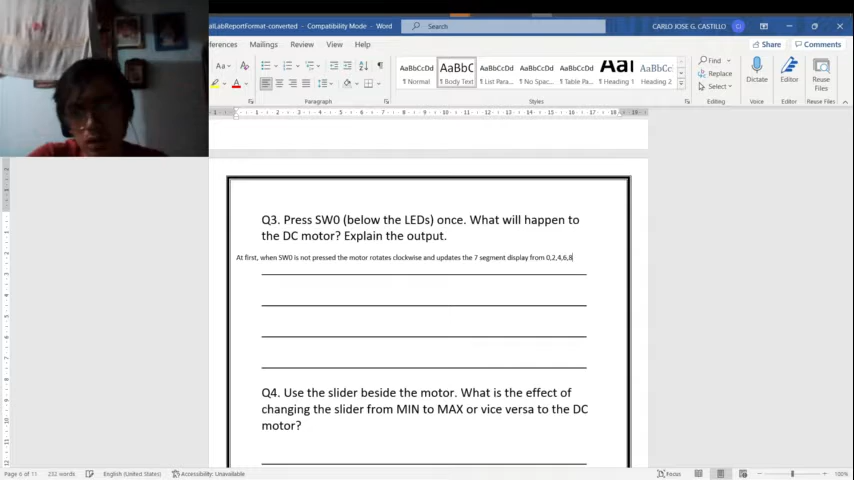 alLabReportFormat-converted - Compatibility Mode - Word
Search
CARLO JOSE G. CASTILLO
CJ
ferences Mailings Review View Help
Share Comments
Aa
AaBbCcDd AaBbC AaBbCcDd AaBbCcDd AaBbCcDd AaI AaBbCc
¶ Normal ¶ Body Text ¶ List Para... ¶ No Spac... ¶ Table Pa... ¶ Heading 1 Heading 2
Find
Replace
Select
Dictate Editor Reuse
Files
Paragraph Styles Editing Voice Editor Reuse Files
Q3. Press SW0 (below the LEDs) once. What will happen to
the DC motor? Explain the output.
At first, when SW0 is not pressed the motor rotates clockwise and updates the 7 segment display from 0,2,4,6,8
Q4. Use the slider beside the motor. What is the effect of
changing the slider from MIN to MAX or vice versa to the DC
motor?
Page 6 of 11 232 words English (United States) Accessibility: Unavailable Focus 100%